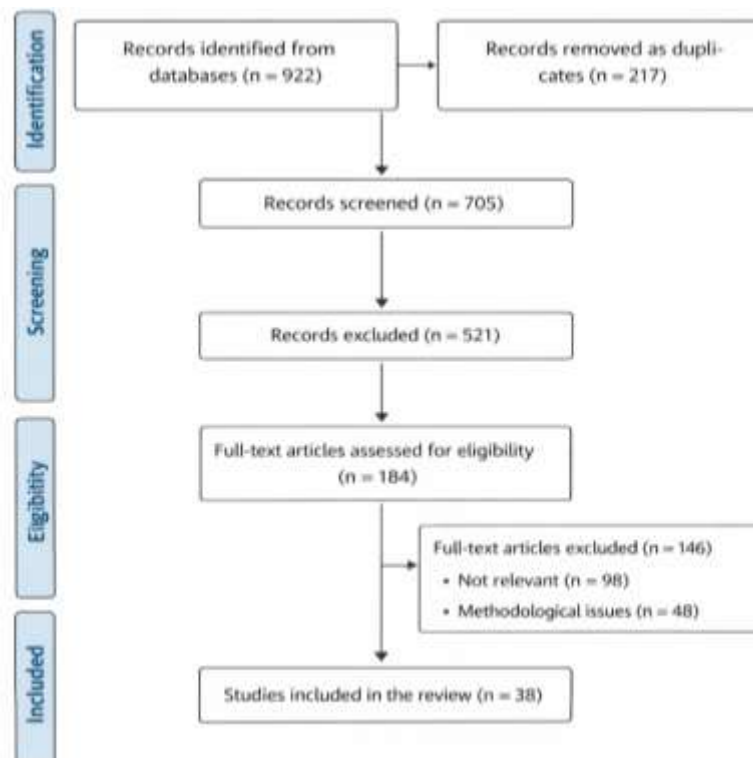 Identification
Records identified from
databases (n = 922)
Records removed as dupli-
cates (n = 217)
Screening
Records screened (n = 705)
Records excluded (n = 521)
Eligibitity
Full-text articles assessed for eligibility
(n = 184)
Full-text articles excluded (n = 146)
• Not relevant (n = 98)
• Methodological issues (n = 48)
Included
Studies included in the review (n = 38)